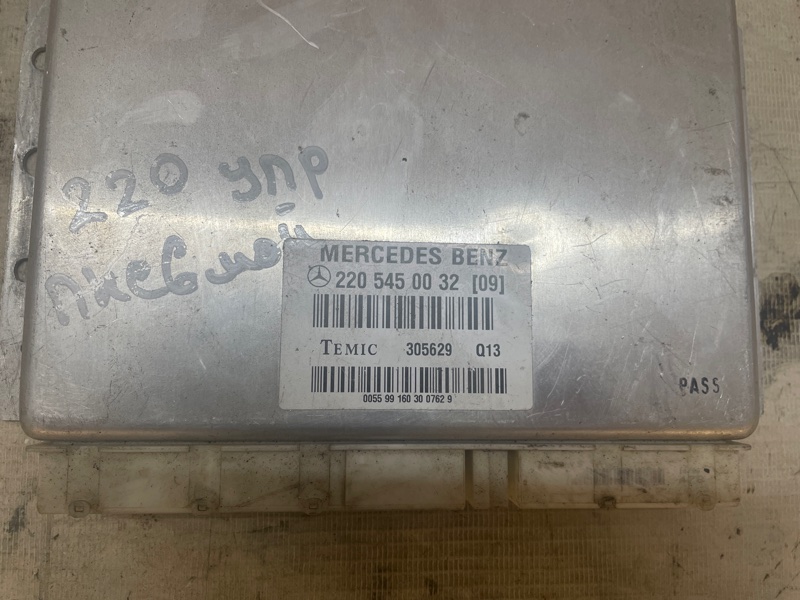 220 упр
MERCEDES BENZ
220 545 00 32 [09]
TEMIC 305629 Q13
0055 99 160 30 0762 9
PASS